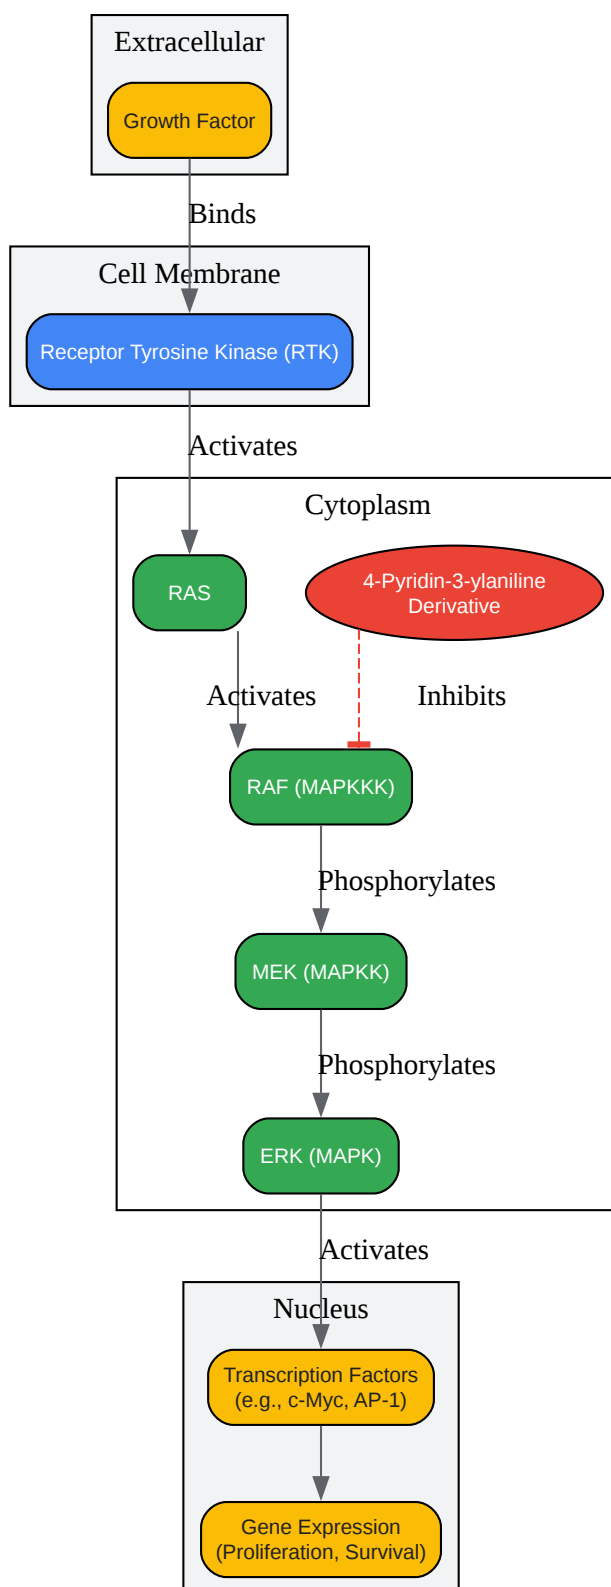 Extracellular
Growth Factor
Binds
Cell Membrane
Receptor Tyrosine Kinase (RTK)
Activates
Cytoplasm
RAS
4-Pyridin-3-ylaniline
Derivative
Activates
Inhibits
RAF (MAPKKK)
Phosphorylates
MEK (MAPKK)
Phosphorylates
ERK (MAPK)
Activates
Nucleus
Transcription Factors
(e.g., c-Myc, AP-1)
Gene Expression
(Proliferation, Survival)